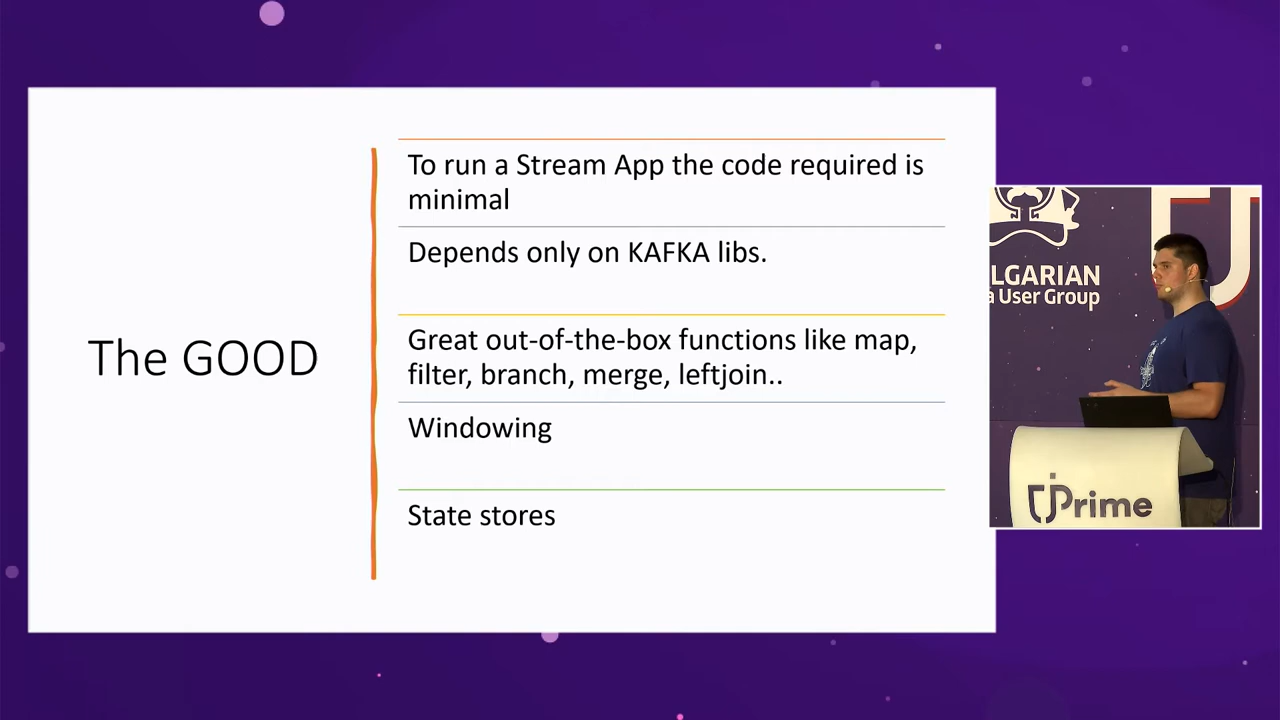 The GOOD
To run a Stream App the code required is
minimal
Depends only on KAFKA libs.
Great out-of-the-box functions like map,
filter, branch, merge, leftjoin..
Windowing
State stores
LGARIAN
a User Group
Prime